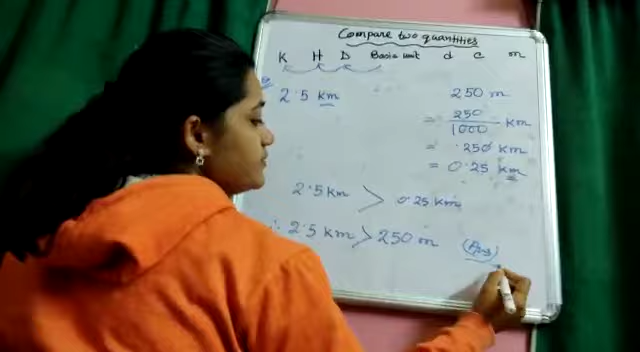 Compare two quantities
K H D Basic unit d c m
2.5 km 250 m
= 250/1000 km
= .250 km
= 0.25 km
2.5 km > 0.25 km
∴ 2.5 km > 250 m (Ans)